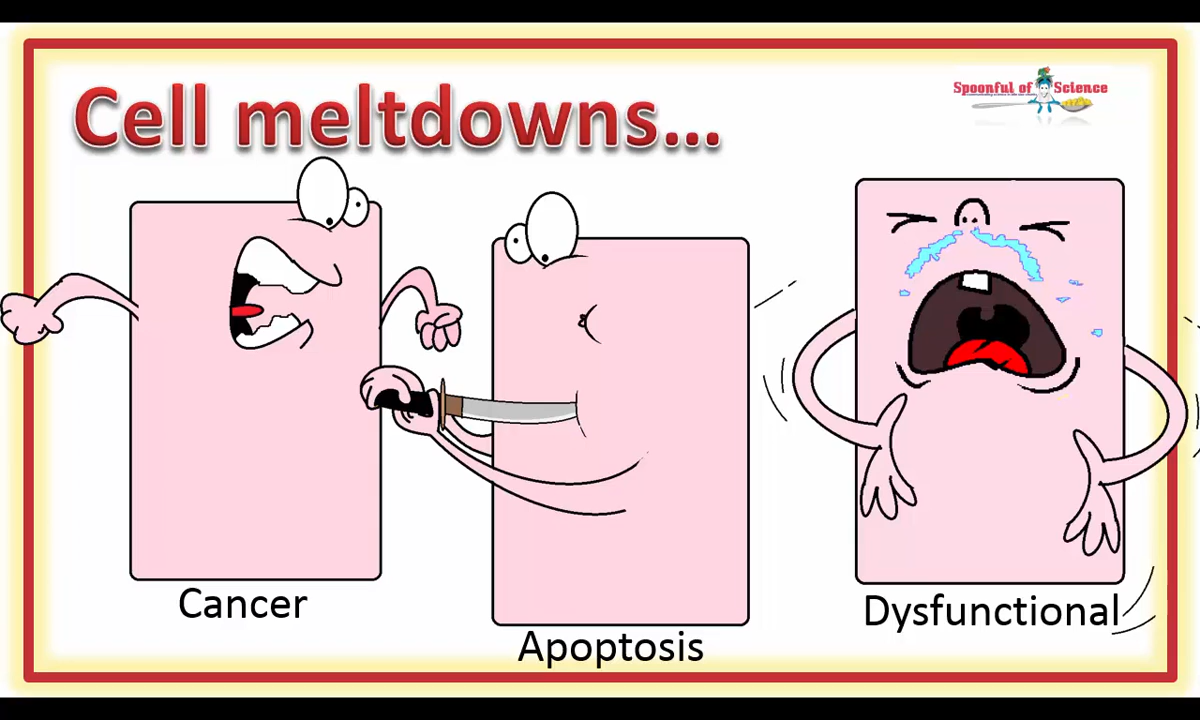 Cell meltdowns...
Spoonful of Science
Cancer
Apoptosis
Dysfunctional